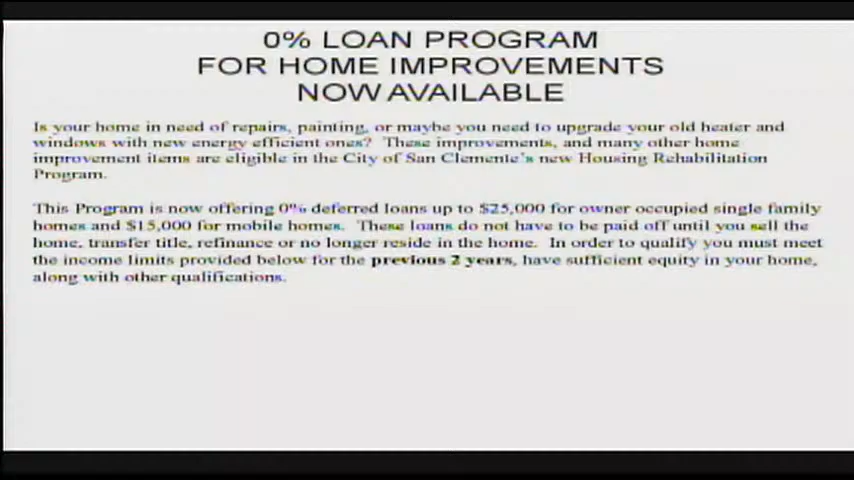 0% LOAN PROGRAM
FOR HOME IMPROVEMENTS
NOW AVAILABLE
Is your home in need of repairs, painting, or maybe you need to upgrade your old heater and
windows with new energy efficient ones? These improvements, and many other home
improvement items are eligible in the City of San Clemente's new Housing Rehabilitation
Program.
This Program is now offering 0% deferred loans up to $25,000 for owner occupied single family
homes and $15,000 for mobile homes. These loans do not have to be paid off until you sell the
home, transfer title, refinance or no longer reside in the home. In order to qualify you must meet
the income limits provided below for the previous 2 years, have sufficient equity in your home,
along with other qualifications.